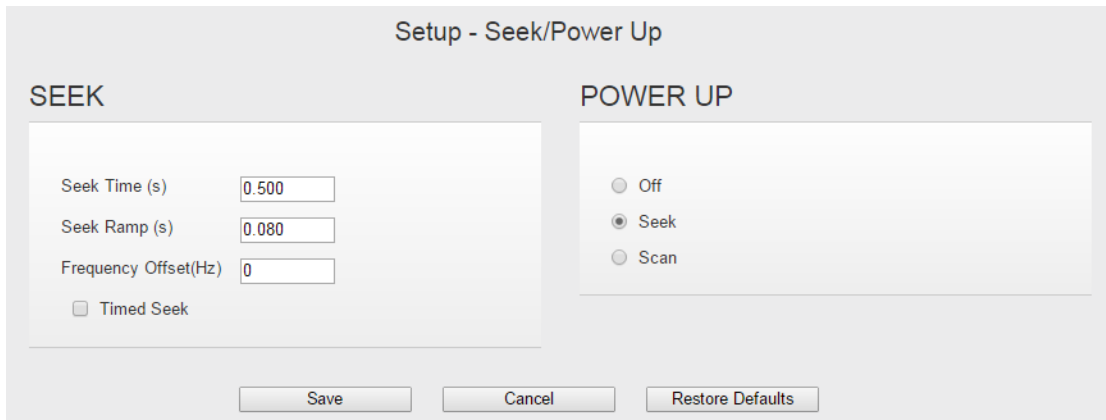 Setup - Seek/Power Up
SEEK
Seek Time (s) 0.500
Seek Ramp (s) 0.080
Frequency Offset(Hz) 0
Timed Seek
POWER UP
Off
Seek
Scan
Save Cancel Restore Defaults